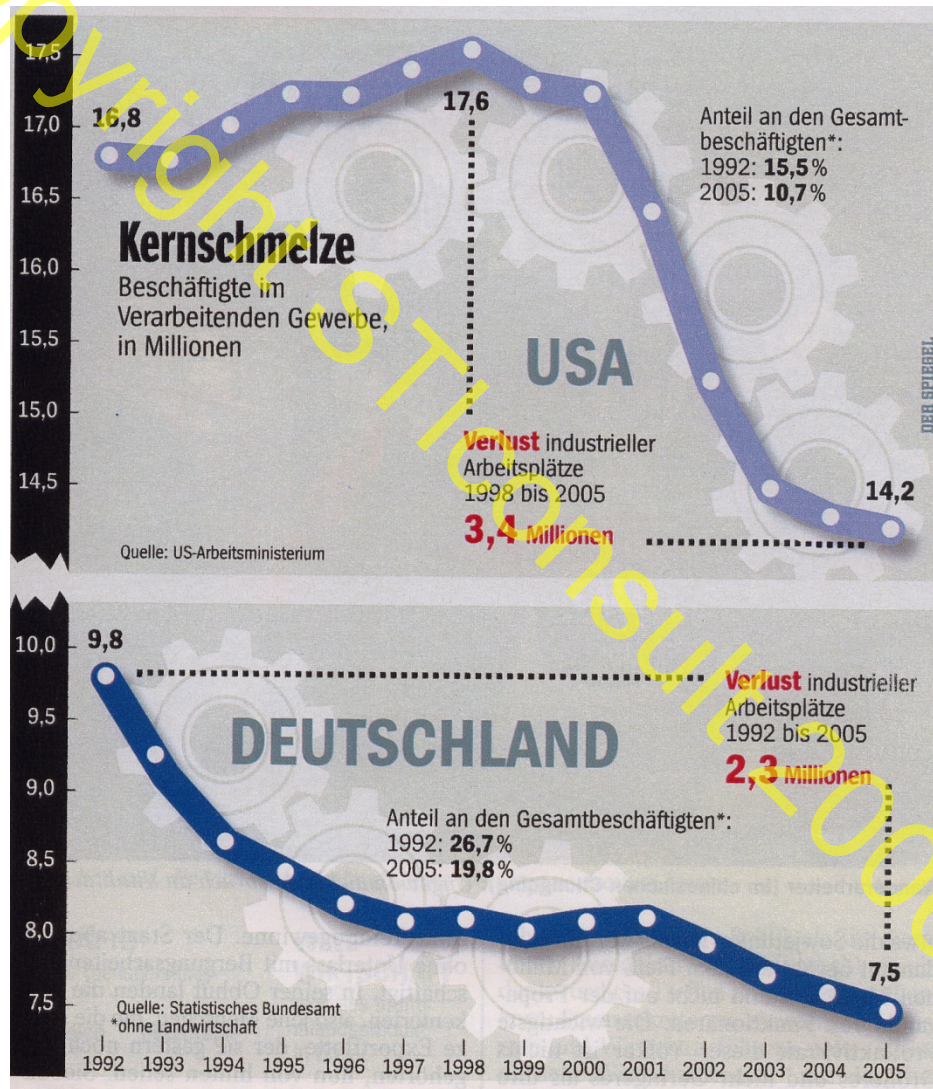 17,5
17,0
16,5
16,0
15,5
15,0
14,5
16,8
17,6
14,2
Anteil an den Gesamt-
beschäftigten*:
1992: 15,5%
2005: 10,7%
Kernschmelze
Beschäftigte im
Verarbeitenden Gewerbe,
in Millionen
USA
Verlust industrieller
Arbeitsplätze
1998 bis 2005
3,4 Millionen
Quelle: US-Arbeitsministerium
DER SPIEGEL
10,0
9,5
9,0
8,5
8,0
7,5
9,8
DEUTSCHLAND
Verlust industrieller
Arbeitsplätze
1992 bis 2005
2,3 Millionen
Anteil an den Gesamtbeschäftigten*:
1992: 26,7%
2005: 19,8%
7,5
Quelle: Statistisches Bundesamt
*ohne Landwirtschaft
1992 1993 1994 1995 1996 1997 1998 1999 2000 2001 2002 2003 2004 2005
opyright STIconsult 200